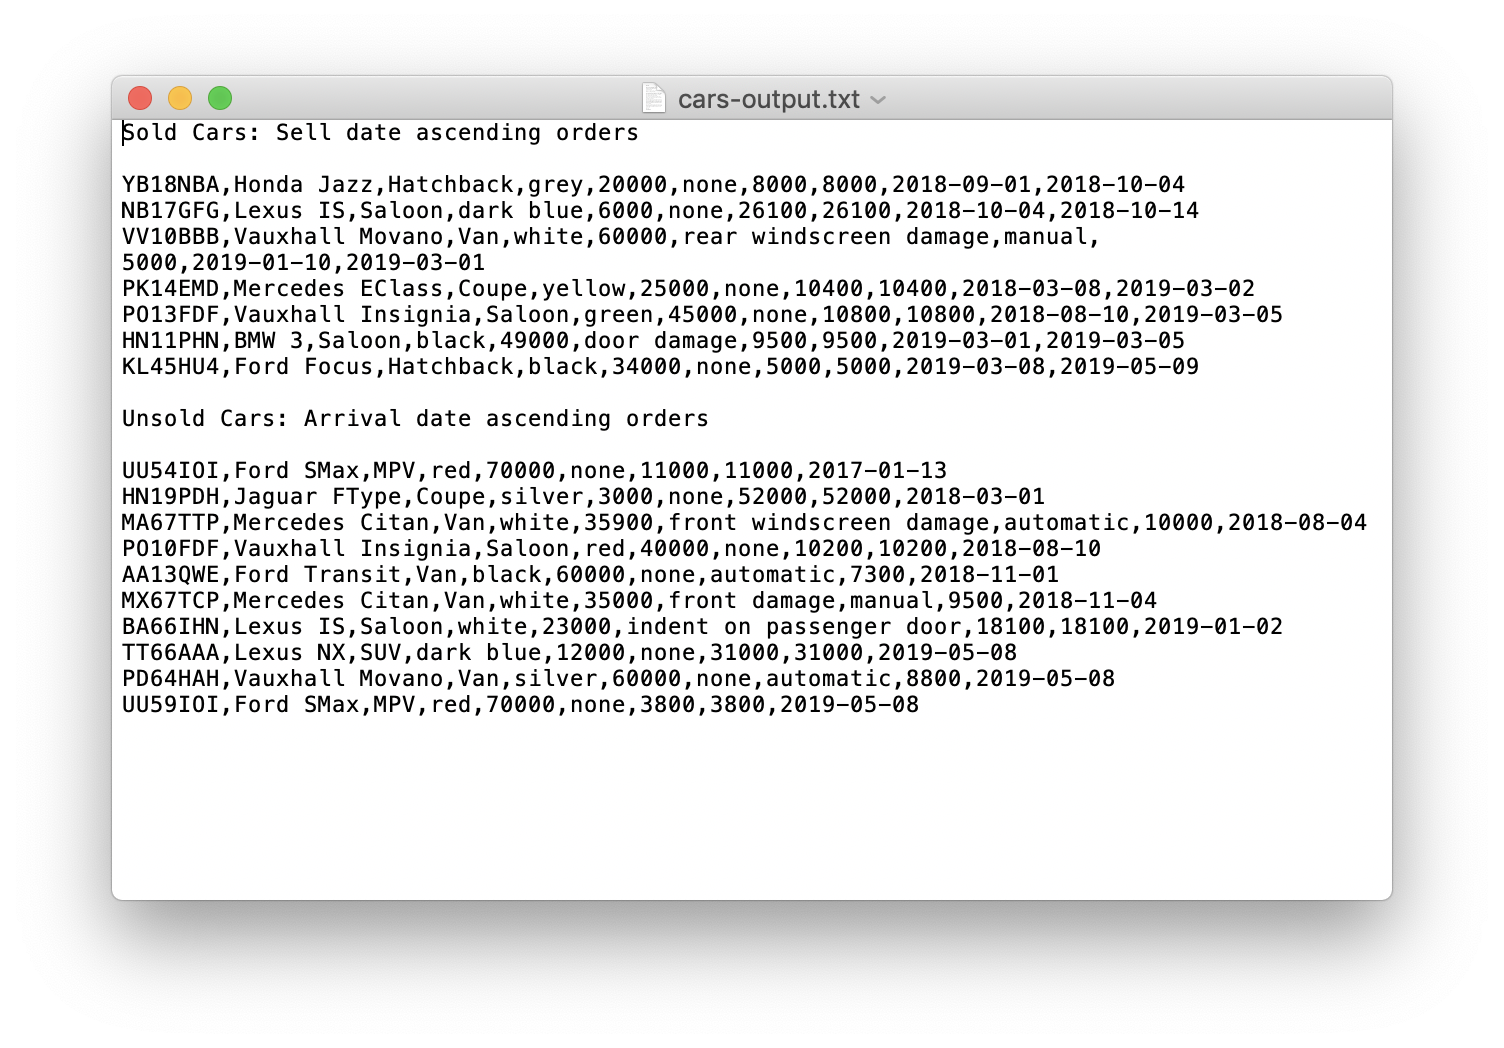 cars-output.txt
Sold Cars: Sell date ascending orders
YB18NBA,Honda Jazz,Hatchback,grey,20000,none,8000,8000,2018-09-01,2018-10-04
NB17GFG,Lexus IS,Saloon,dark blue,6000,none,26100,26100,2018-10-04,2018-10-14
VV10BBB,Vauxhall Movano,Van,white,60000,rear windscreen damage,manual,
5000,2019-01-10,2019-03-01
PK14EMD,Mercedes EClass,Coupe,yellow,25000,none,10400,10400,2018-03-08,2019-03-02
PO13FDF,Vauxhall Insignia,Saloon,green,45000,none,10800,10800,2018-08-10,2019-03-05
HN11PHN,BMW 3,Saloon,black,49000,door damage,9500,9500,2019-03-01,2019-03-05
KL45HU4,Ford Focus,Hatchback,black,34000,none,5000,5000,2019-03-08,2019-05-09
Unsold Cars: Arrival date ascending orders
UU54IOI,Ford SMax,MPV,red,70000,none,11000,11000,2017-01-13
HN19PDH,Jaguar FType,Coupe,silver,3000,none,52000,52000,2018-03-01
MA67TTP,Mercedes Citan,Van,white,35900,front windscreen damage,automatic,10000,2018-08-04
PO10FDF,Vauxhall Insignia,Saloon,red,40000,none,10200,10200,2018-08-10
AA13QWE,Ford Transit,Van,black,60000,none,automatic,7300,2018-11-01
MX67TCP,Mercedes Citan,Van,white,35000,front damage,manual,9500,2018-11-04
BA66IHN,Lexus IS,Saloon,white,23000,indent on passenger door,18100,18100,2019-01-02
TT66AAA,Lexus NX,SUV,dark blue,12000,none,31000,31000,2019-05-08
PD64HAH,Vauxhall Movano,Van,silver,60000,none,automatic,8800,2019-05-08
UU59IOI,Ford SMax,MPV,red,70000,none,3800,3800,2019-05-08